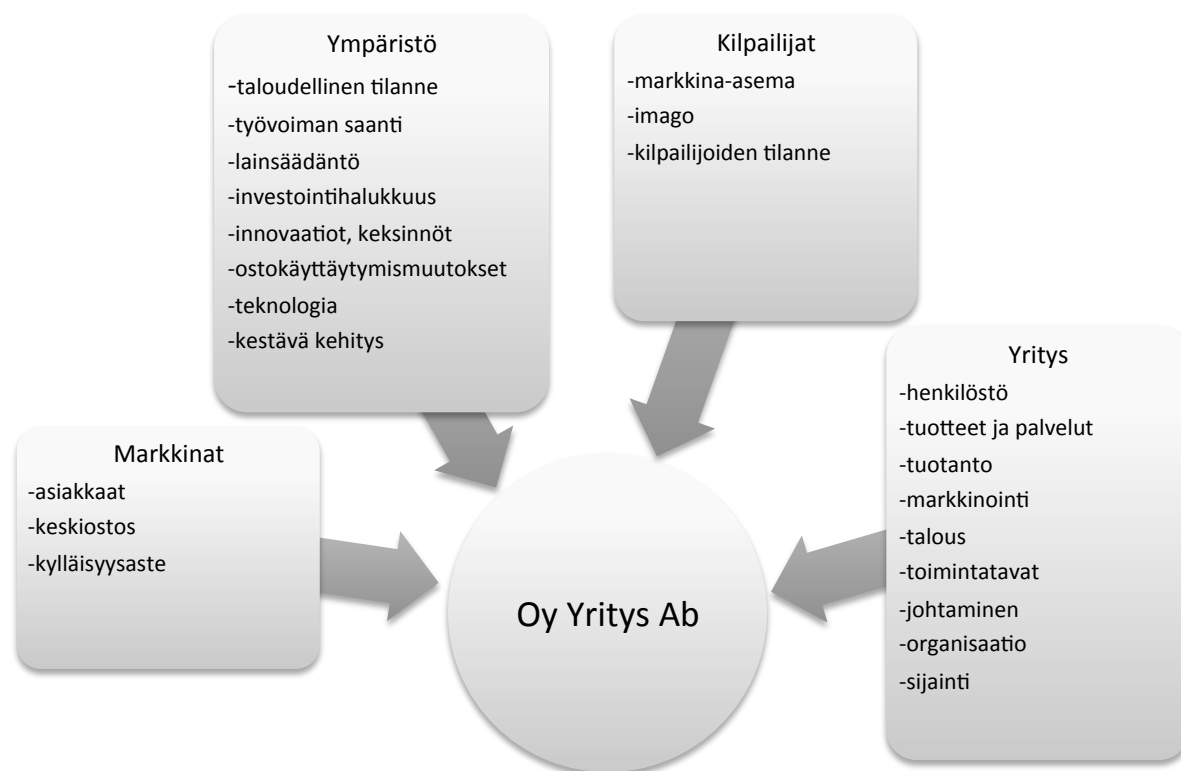 Ympäristö
-taloudellinen tilanne
-työvoiman saanti
-lainsäädäntö
-investointihalukkuus
-innovaatiot, keksinnöt
-ostokäyttäytymismuutokset
-teknologia
-kestävä kehitys
Kilpailijat
-markkina-asema
-imago
-kilpailijoiden tilanne
Yritys
-henkilöstö
-tuotteet ja palvelut
-tuotanto
-markkinointi
-talous
-toimintatavat
-johtaminen
-organisaatio
-sijainti
Markkinat
-asiakkaat
-keskiostos
-kylläisyysaste
Oy Yritys Ab